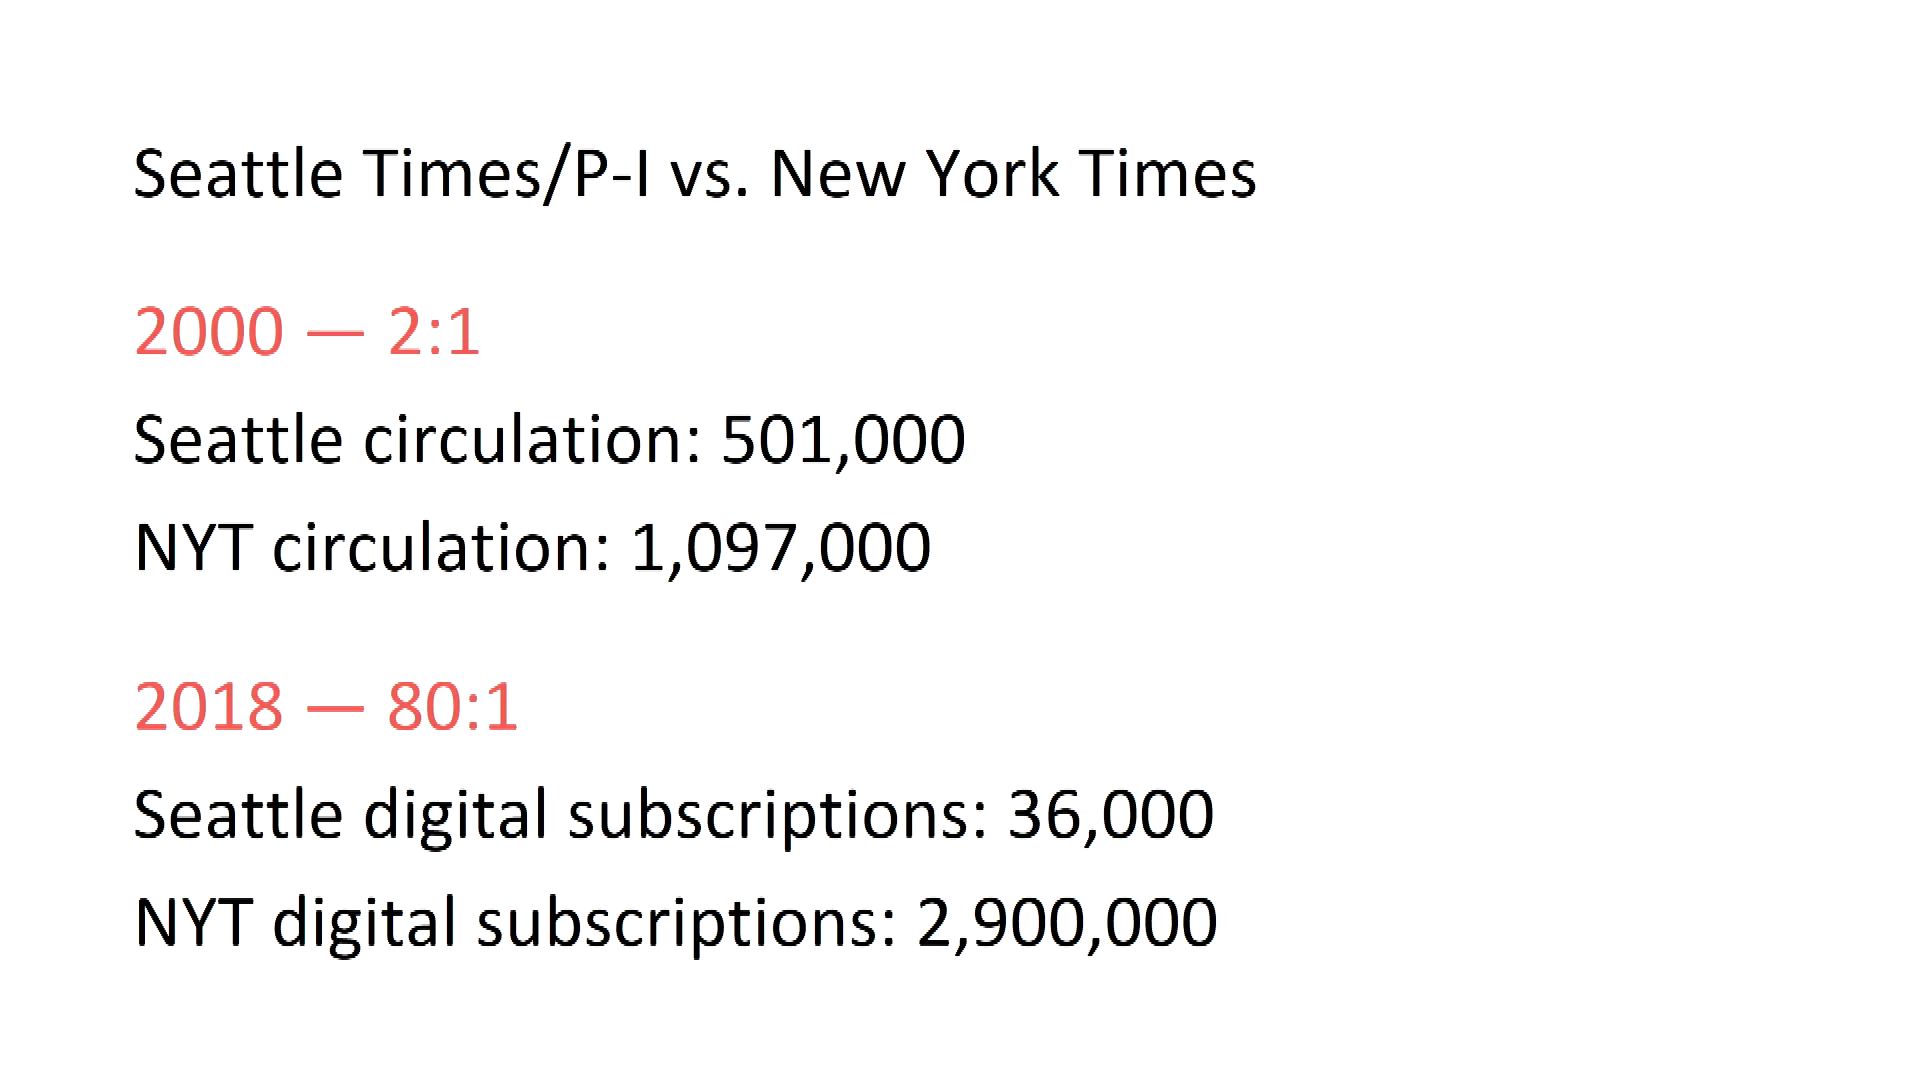 Seattle Times/P-I vs. New York Times
2000 — 2:1
Seattle circulation: 501,000
NYT circulation: 1,097,000
2018 — 80:1
Seattle digital subscriptions: 36,000
NYT digital subscriptions: 2,900,000